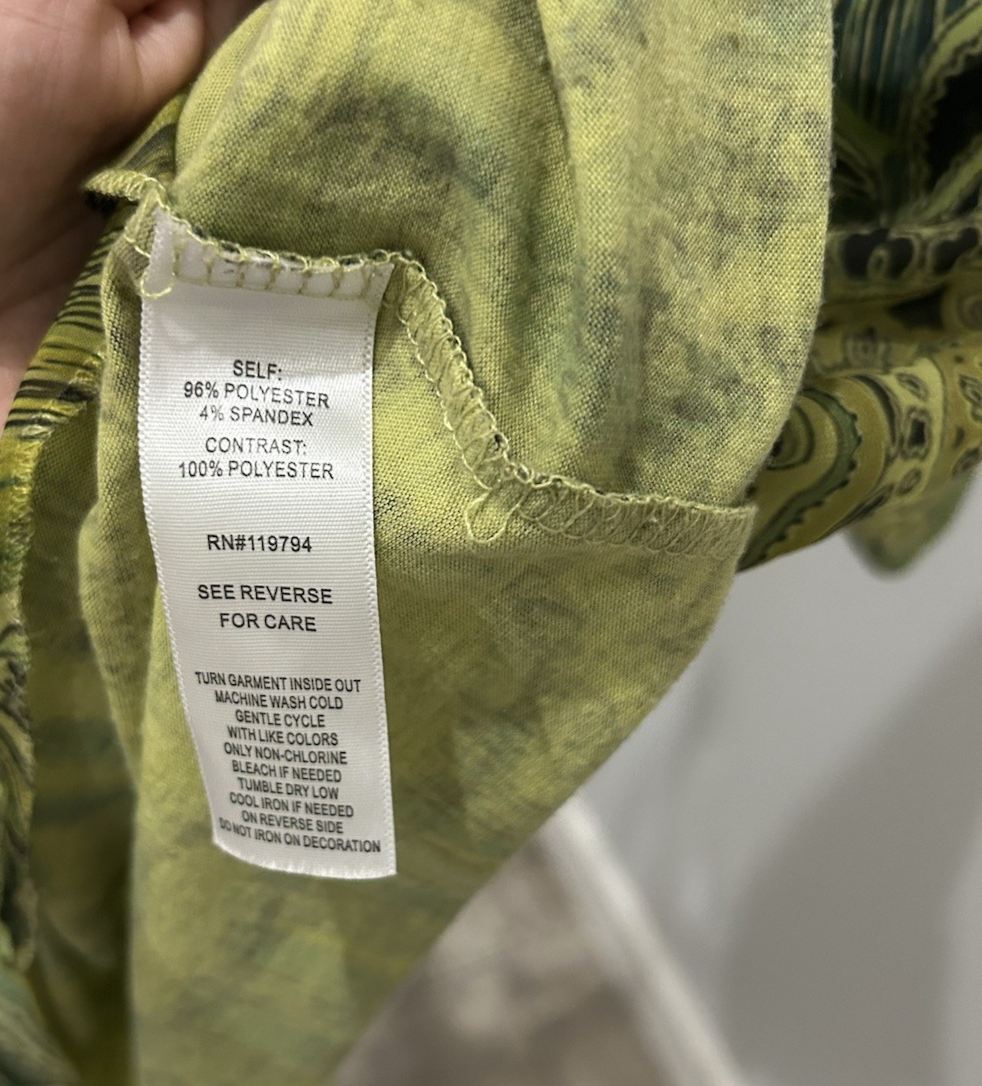 SELF:
96% POLYESTER
4% SPANDEX
CONTRAST:
100% POLYESTER
RN#119794
SEE REVERSE
FOR CARE
TURN GARMENT INSIDE OUT
MACHINE WASH COLD
GENTLE CYCLE
WITH LIKE COLORS
ONLY NON-CHLORINE
BLEACH IF NEEDED
TUMBLE DRY LOW
COOL IRON IF NEEDED
ON REVERSE SIDE
DO NOT IRON ON DECORATION